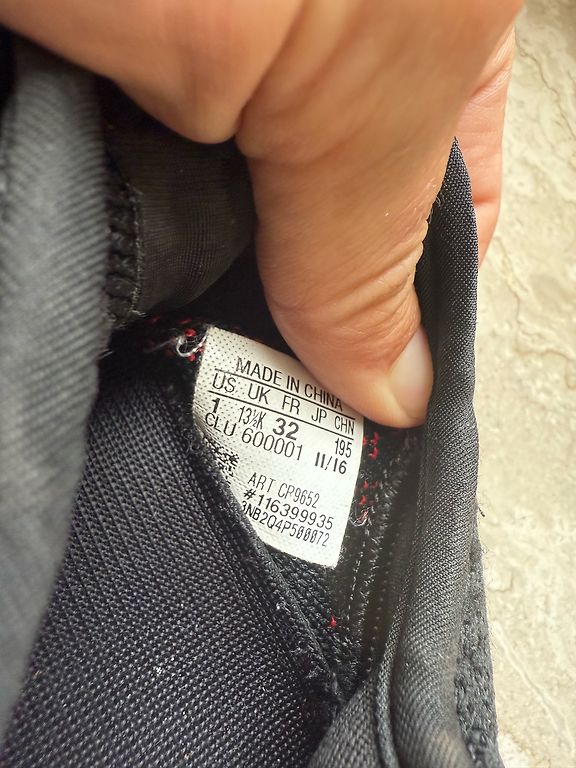 MADE IN CHINA
US UK FR JP CHN
1 13½K 32 195
CLU 600001 11/16
ART CP9652
#116399935
3NB2Q4P500072